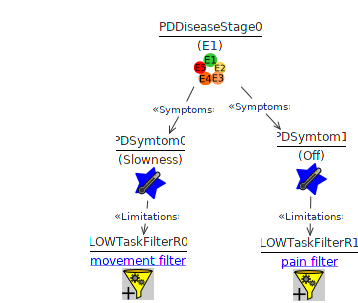 PDDiseaseStage0
(E1)
E1
E5 E2
E4 E3
«Symptoms:
«Symptoms:
PDSymtom0
PDSymtom1
(Slowness)
(Off)
«Limitations:
«Limitations:
LOWTaskFilterR0
LOWTaskFilterR1
movement filter
pain filter